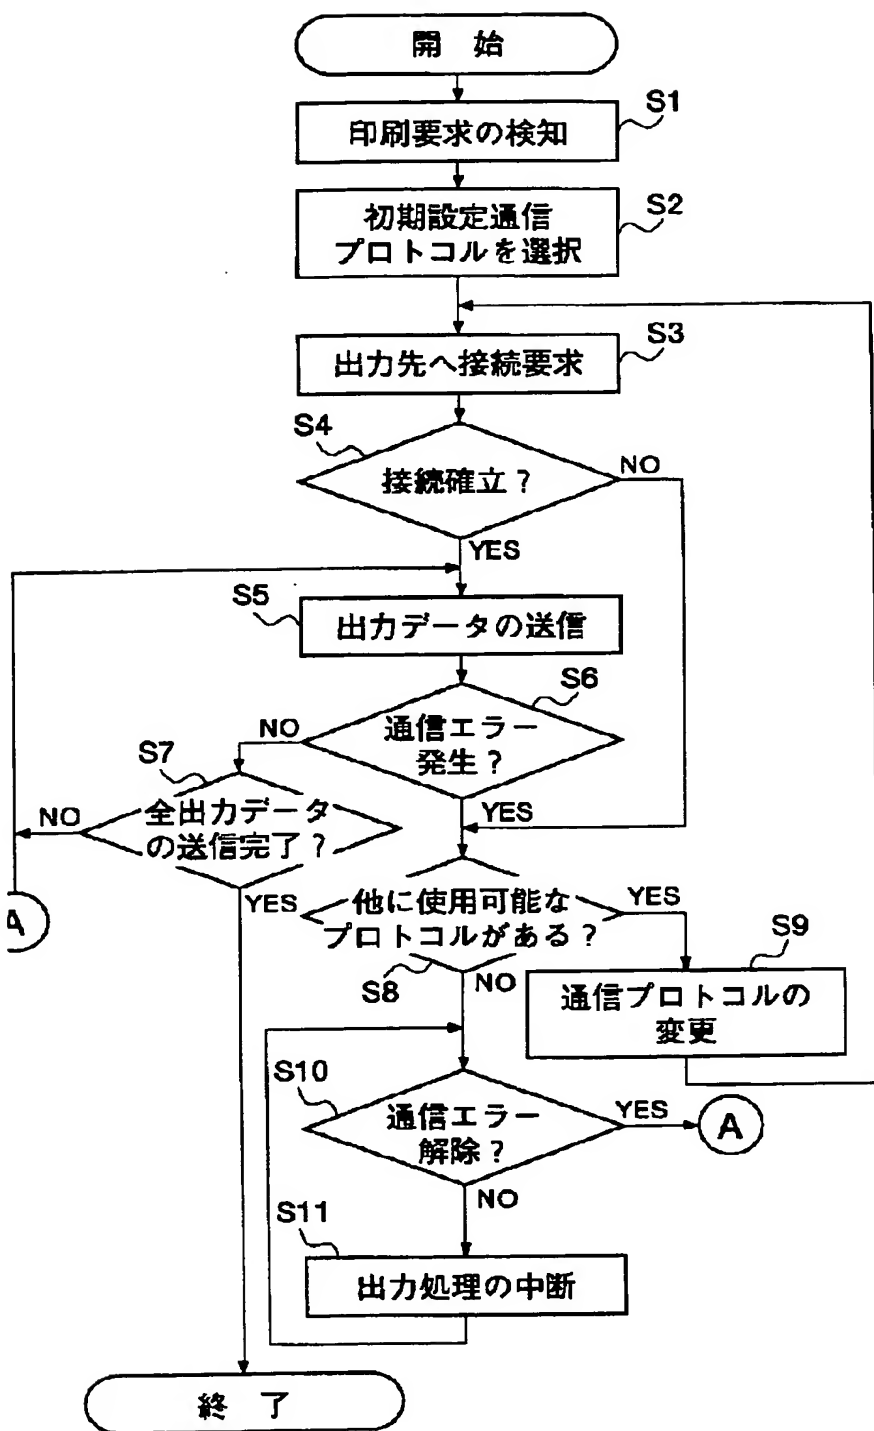 開 始
S1
印刷要求の検知
S2
初期設定通信
プロトコルを選択
S3
出力先へ接続要求
S4
接続確立?
NO
YES
S5
出力データの送信
S6
通信エラー
発生?
NO
YES
S7
全出力データ
の送信完了?
NO
YES
A
他に使用可能な
プロトコルがある?
YES
S8
NO
S9
通信プロトコルの
変更
S10
通信エラー
解除?
YES
A
NO
S11
出力処理の中断
終 了